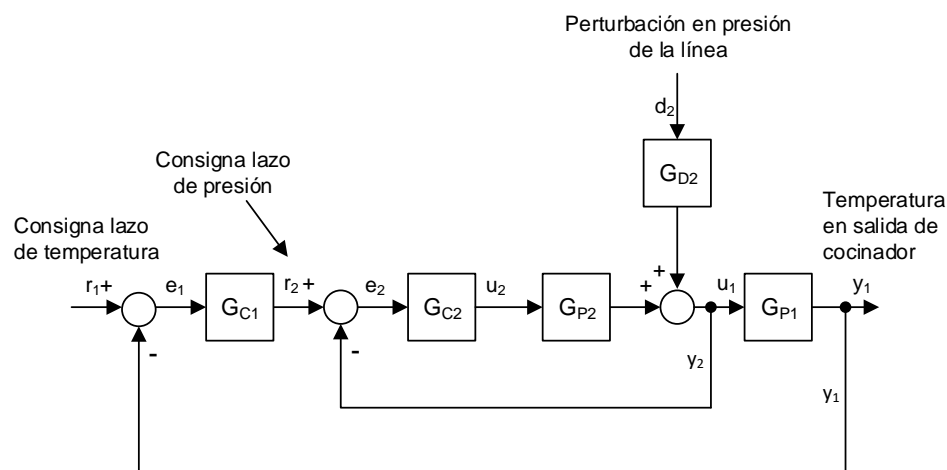 Perturbación en presión
de la línea
d2
GD2
Consigna lazo
de presión
Consigna lazo
de temperatura
Temperatura
en salida de
cocinador
r1+
e1
GC1
r2 +
e2
GC2
u2
GP2
+
+
u1
GP1
y1
-
-
y2
y1